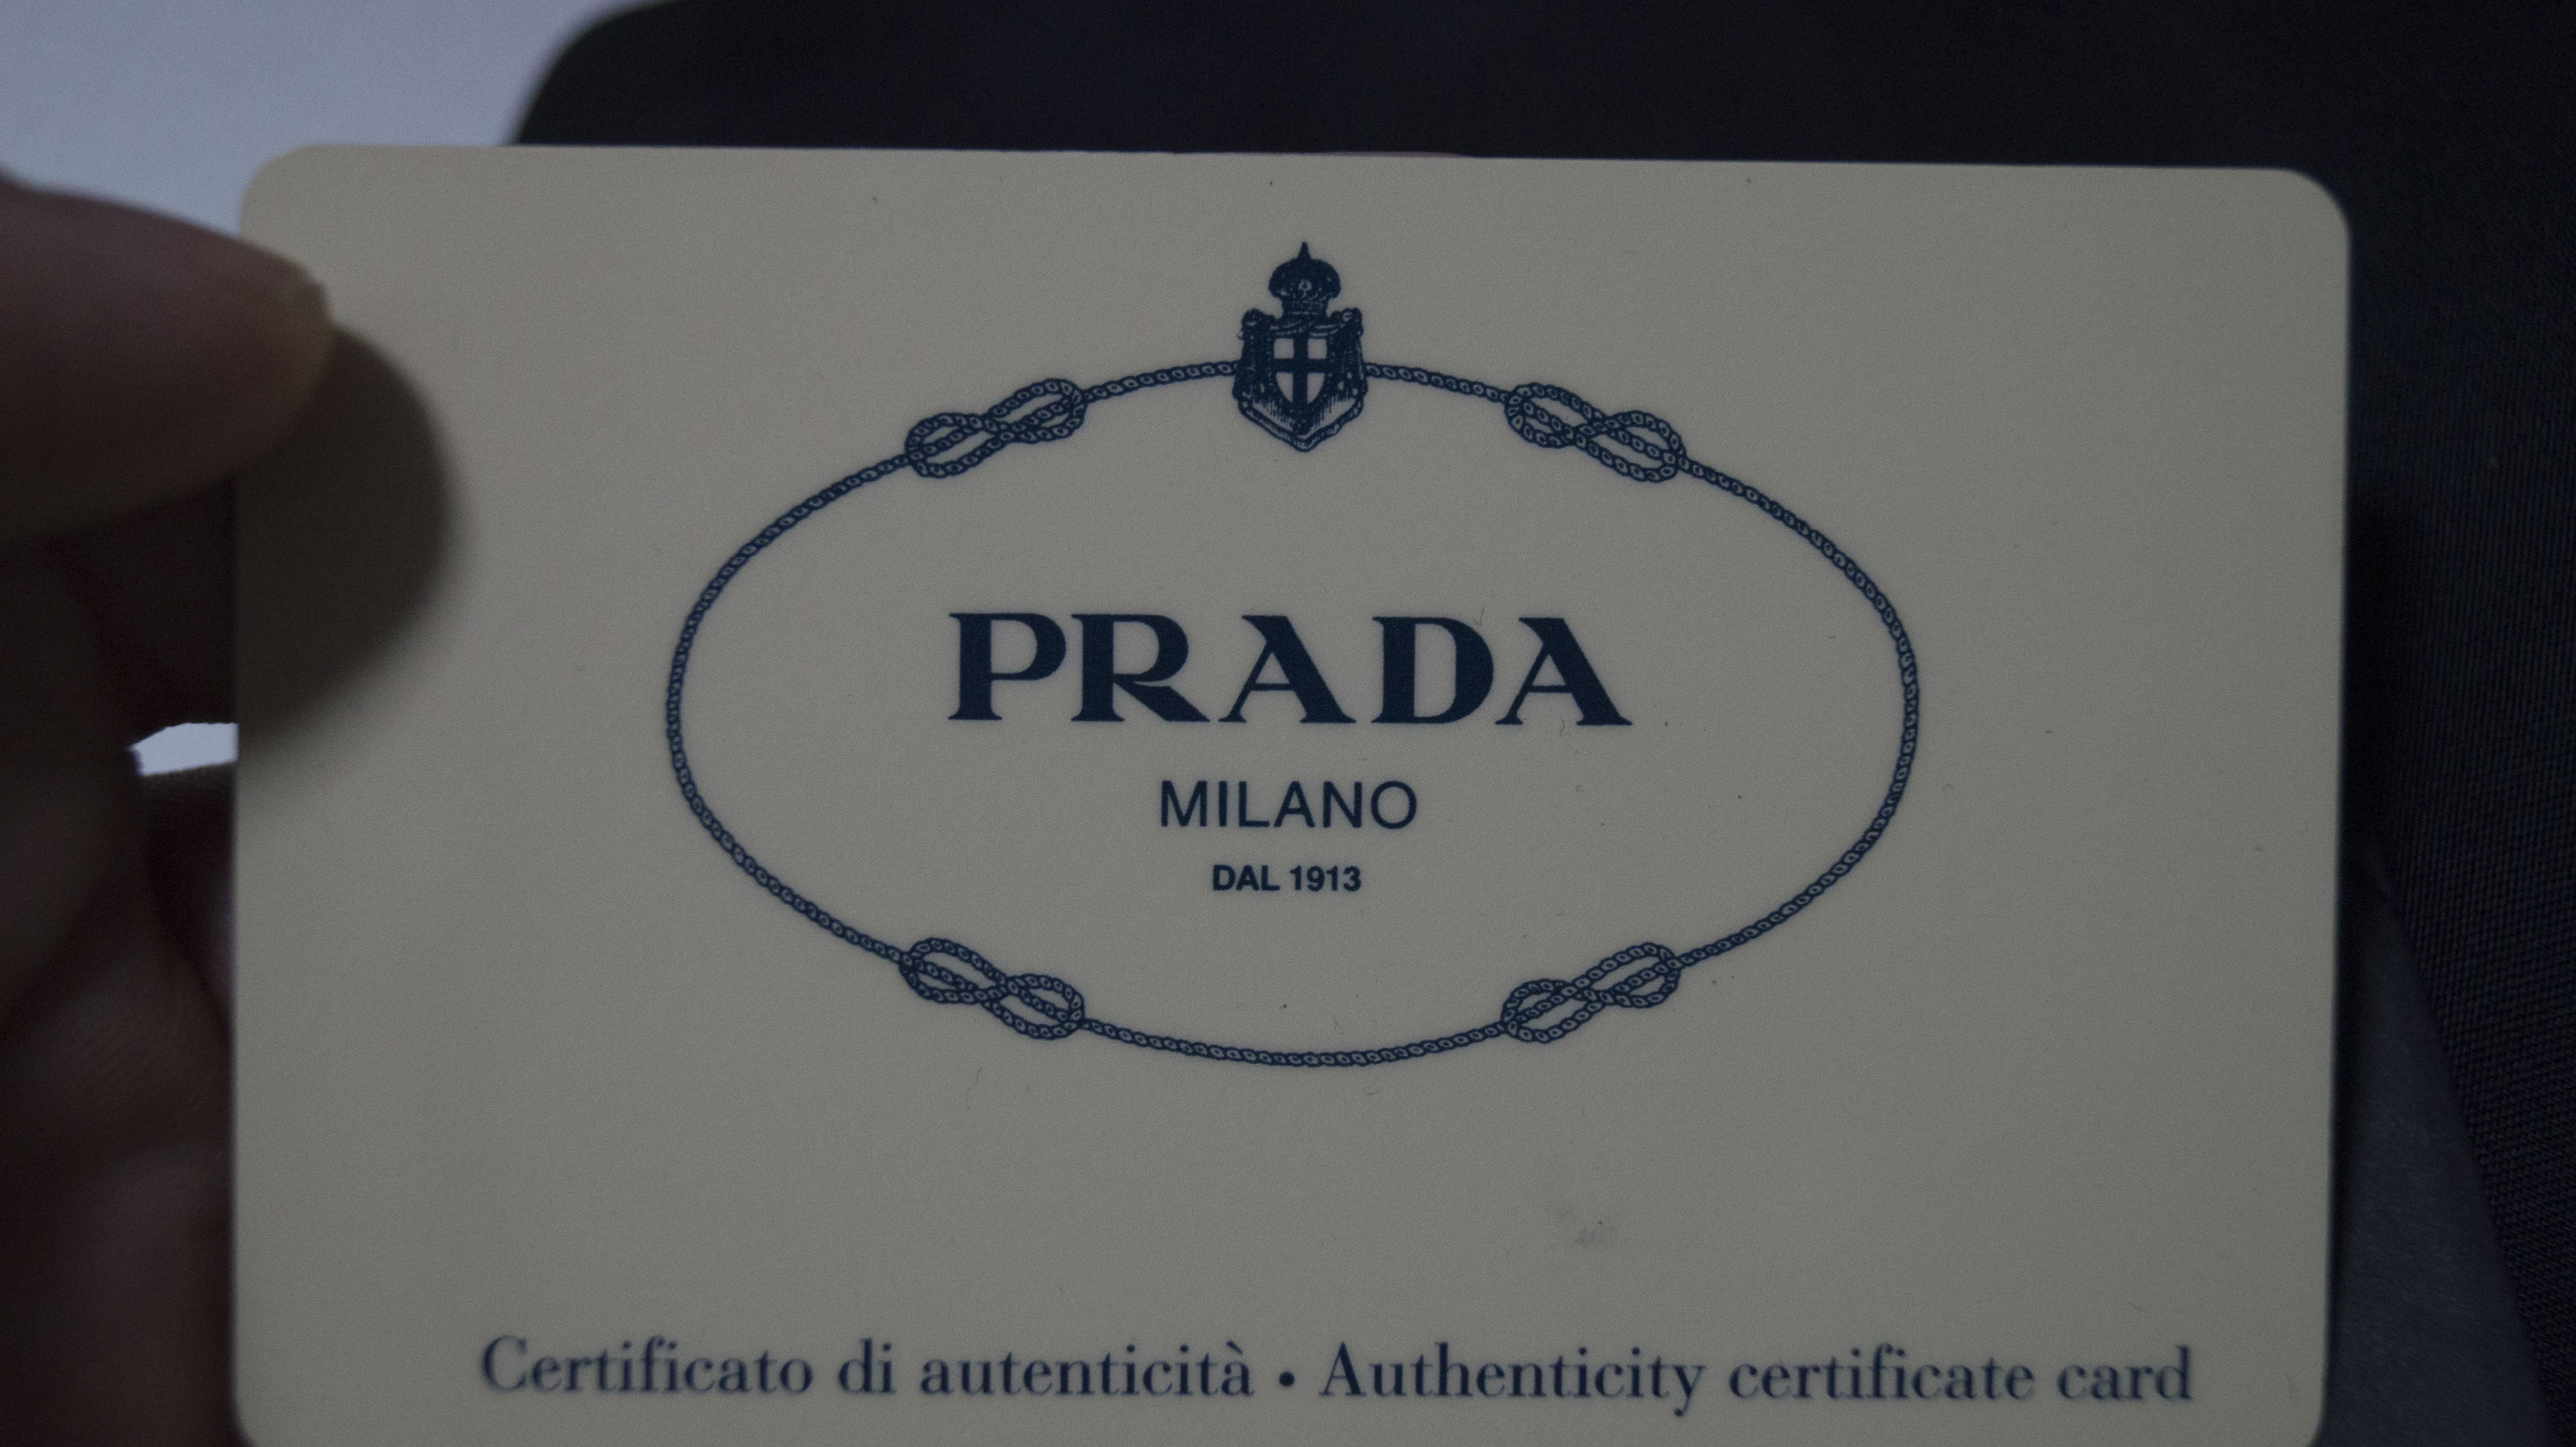 PRADA
MILANO
DAL 1913
Certificato di autenticità • Authenticity certificate card